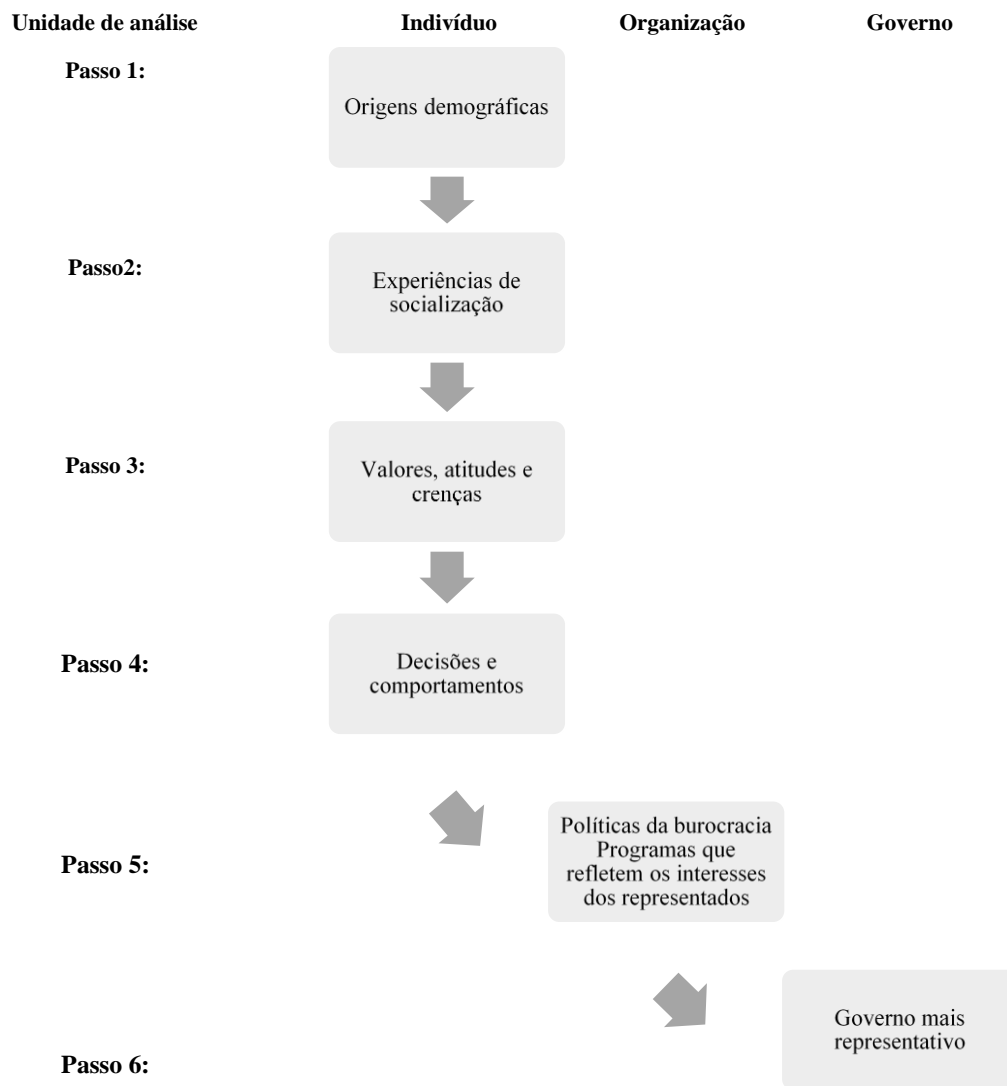 Unidade de análise Indivíduo Organização Governo
Passo 1:
Origens demográficas
Passo2:
Experiências de
socialização
Passo 3:
Valores, atitudes e
crenças
Passo 4:
Decisões e
comportamentos
Passo 5:
Políticas da burocracia
Programas que
refletem os interesses
dos representados
Passo 6:
Governo mais
representativo